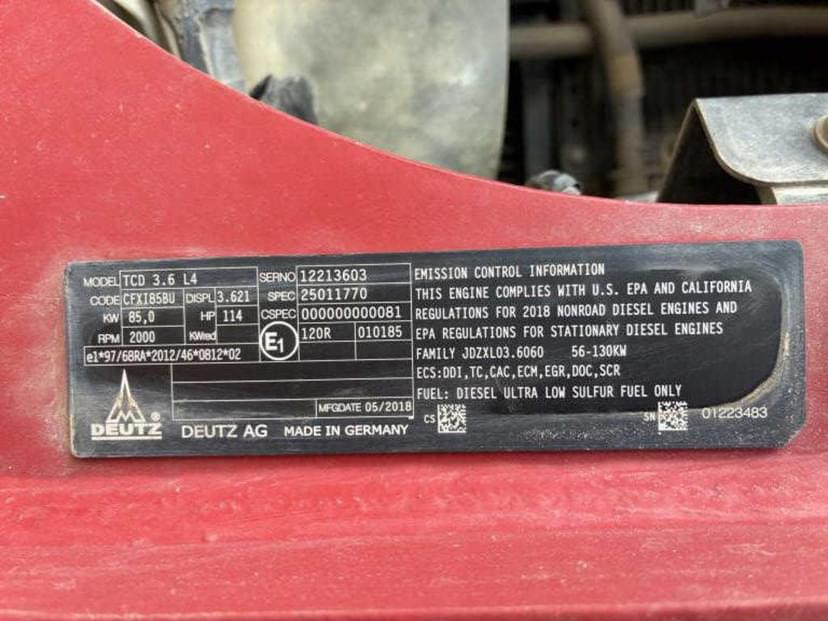 MODEL TCD 3.6 L4 SERNO 12213603
CODE CFXI85BU DISPL 3.621 SPEC 25011770
KW 85,0 HP 114 CSPEC 000000000081
RPM 2000 KWred E1 120R 010185
e1*97/68RA*2012/46*0812*02
MFGDATE 05/2018
DEUTZ ®
DEUTZ AG MADE IN GERMANY
EMISSION CONTROL INFORMATION
THIS ENGINE COMPLIES WITH U.S. EPA AND CALIFORNIA
REGULATIONS FOR 2018 NONROAD DIESEL ENGINES AND
EPA REGULATIONS FOR STATIONARY DIESEL ENGINES
FAMILY JDZXL03.6060 56-130KW
ECS:DDI,TC,CAC,ECM,EGR,DOC,SCR
FUEL: DIESEL ULTRA LOW SULFUR FUEL ONLY
CS SN 01223483